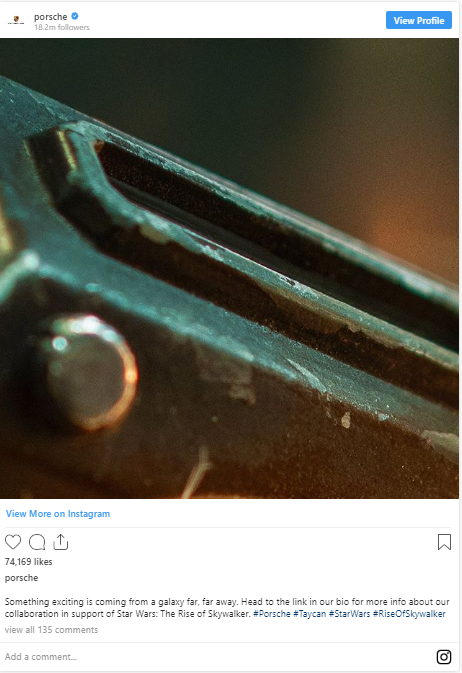 porsche
18.2m followers
View Profile
View More on Instagram
74,169 likes
porsche
Something exciting is coming from a galaxy far, far away. Head to the link in our bio for more info about our
collaboration in support of Star Wars: The Rise of Skywalker. #Porsche #Taycan #StarWars #RiseOfSkywalker
view all 135 comments
Add a comment...